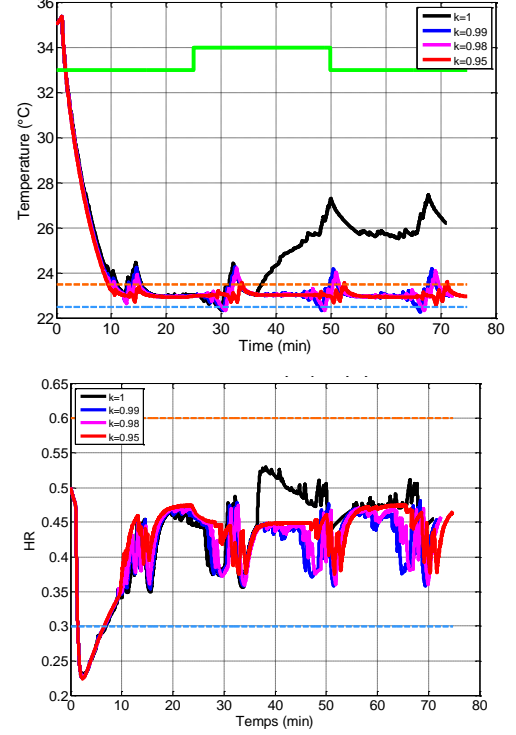 36
34
32
30
28
26
24
22
Temperature (°C)
k=1
k=0.99
k=0.98
k=0.95
0 10 20 30 40 50 60 70 80
Time (min)
0.65
0.6
0.55
0.5
0.45
0.4
0.35
0.3
0.25
0.2
HR
k=1
k=0.99
k=0.98
k=0.95
0 10 20 30 40 50 60 70 80
Temps (min)